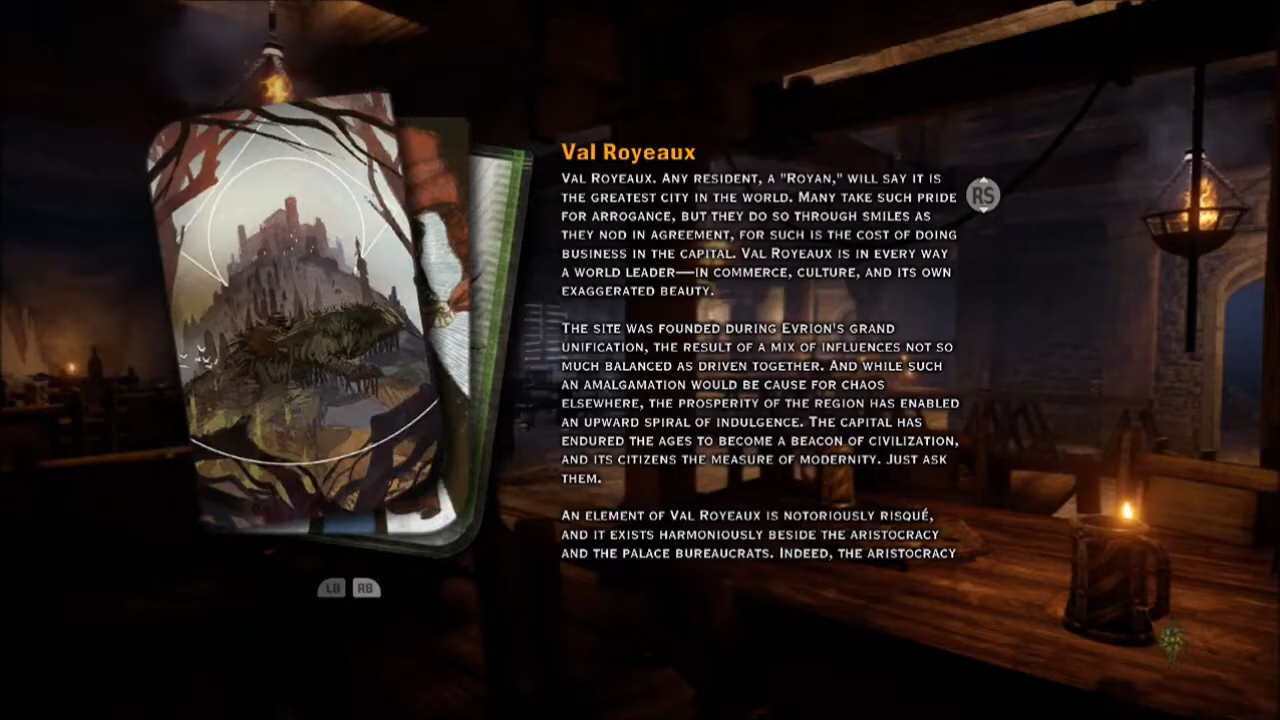 Val Royeaux
Val Royeaux. Any resident, a "Royan," will say it is
the greatest city in the world. Many take such pride
for arrogance, but they do so through smiles as
they nod in agreement, for such is the cost of doing
business in the capital. Val Royeaux is in every way
a world leader—in commerce, culture, and its own
exaggerated beauty.
The site was founded during Evrion's grand
unification, the result of a mix of influences not so
much balanced as driven together. And while such
an amalgamation would be cause for chaos
elsewhere, the prosperity of the region has enabled
an upward spiral of indulgence. The capital has
endured the ages to become a beacon of civilization,
and its citizens the measure of modernity. Just ask
them.
An element of Val Royeaux is notoriously risqué,
and it exists harmoniously beside the aristocracy
and the palace bureaucrats. Indeed, the aristocracy
RS
LB RB